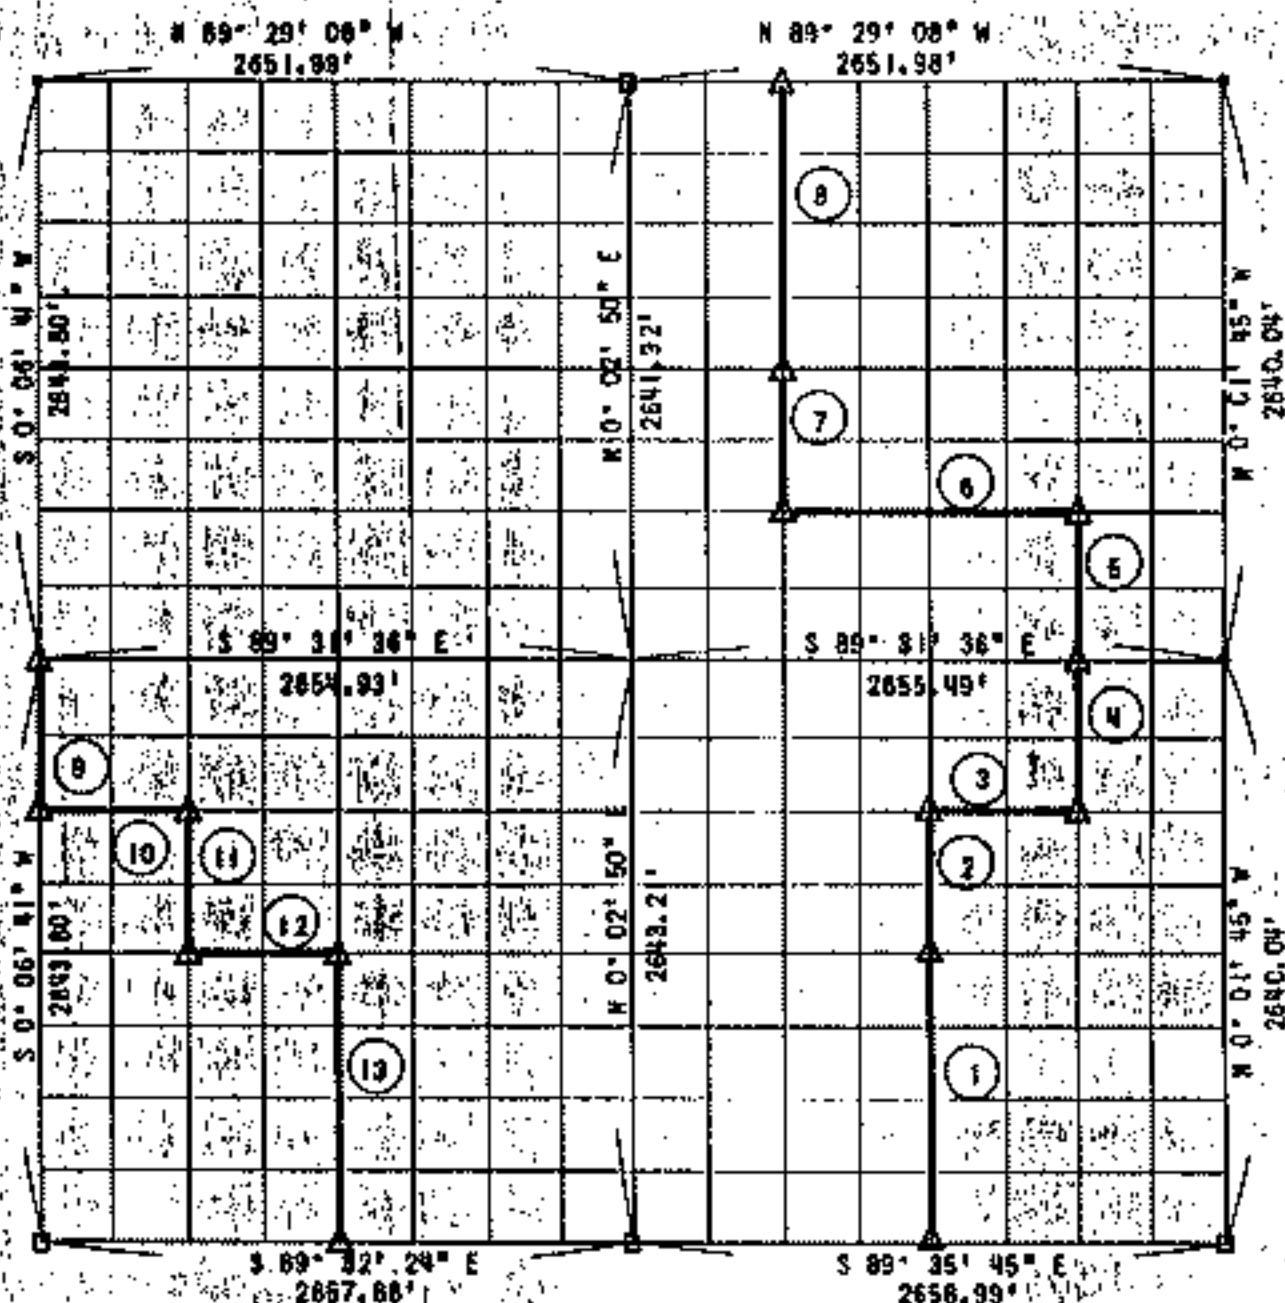 N 89° 29' 08" W
2651.99'
N 89° 29' 08" W
2651.98'
8
S 0° 06' 41" W
2643.80'
N 0° 02' 50" E
2641.32'
N 0° 01' 45" W
2640.04'
7
6
5
S 89° 31' 36" E
2654.93'
S 89° 31' 36" E
2655.49'
4
9
3
10
11
2
12
S 0° 06' 41" W
2643.80'
N 0° 02' 50" E
2643.21'
N 0° 01' 45" W
2640.04'
13
1
S 89° 32' 24" E
2657.88'
S 89° 35' 45" E
2656.99'